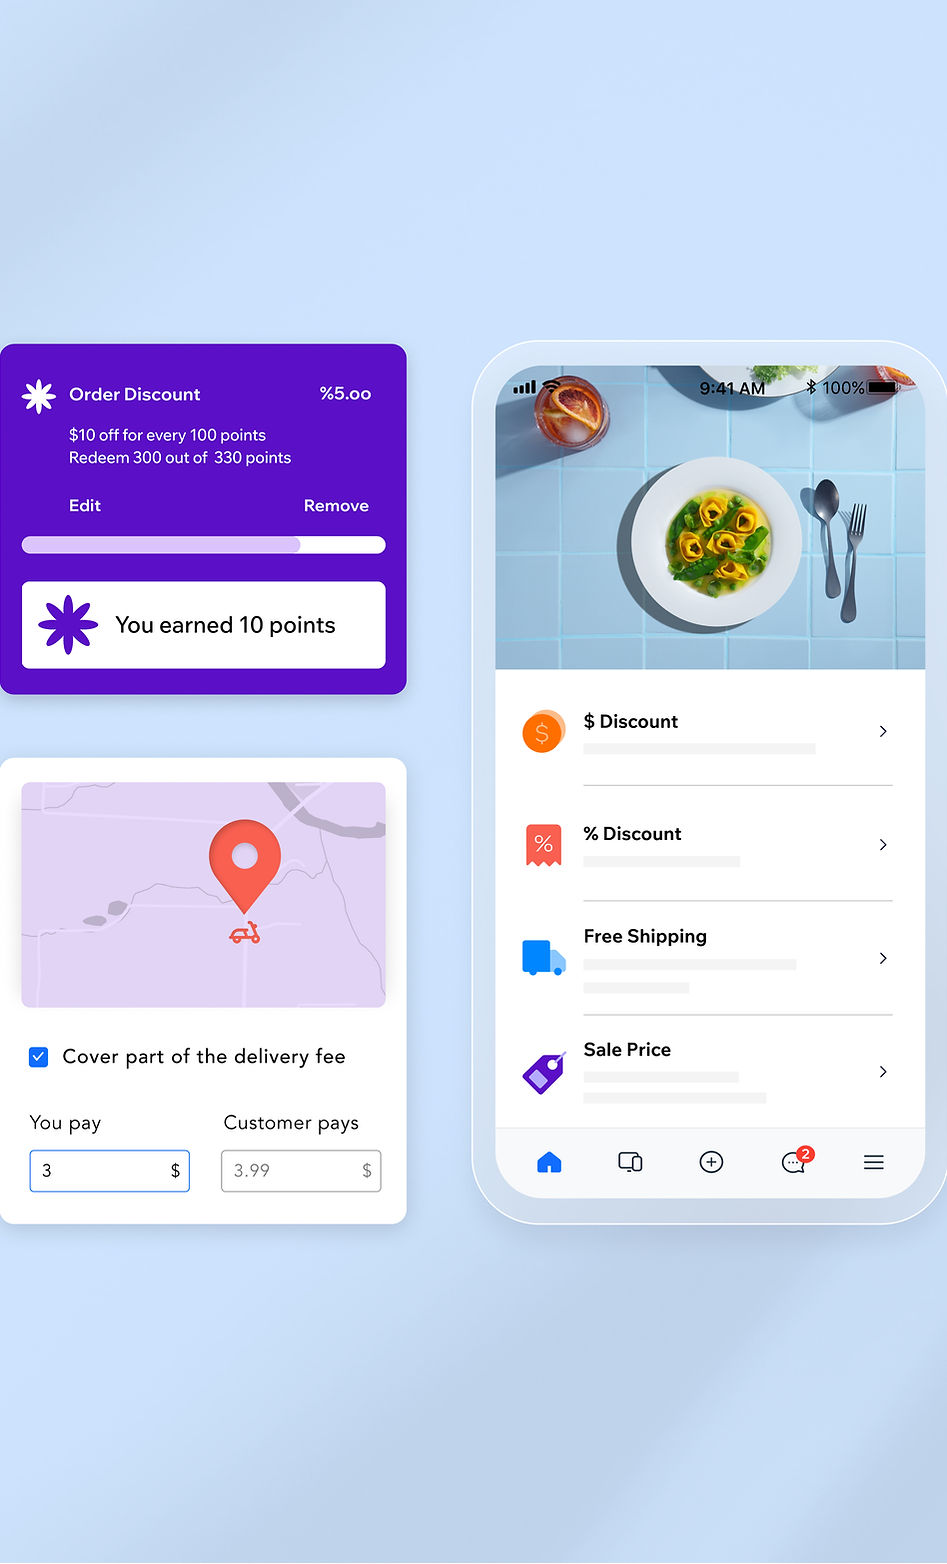 Order Discount %5.oo
$10 off for every 100 points
Redeem 300 out of 330 points
Edit Remove
You earned 10 points
Cover part of the delivery fee
You pay Customer pays
3 $ 3.99 $
9:41 AM 100%
$
$ Discount
%
% Discount
Free Shipping
Sale Price
2